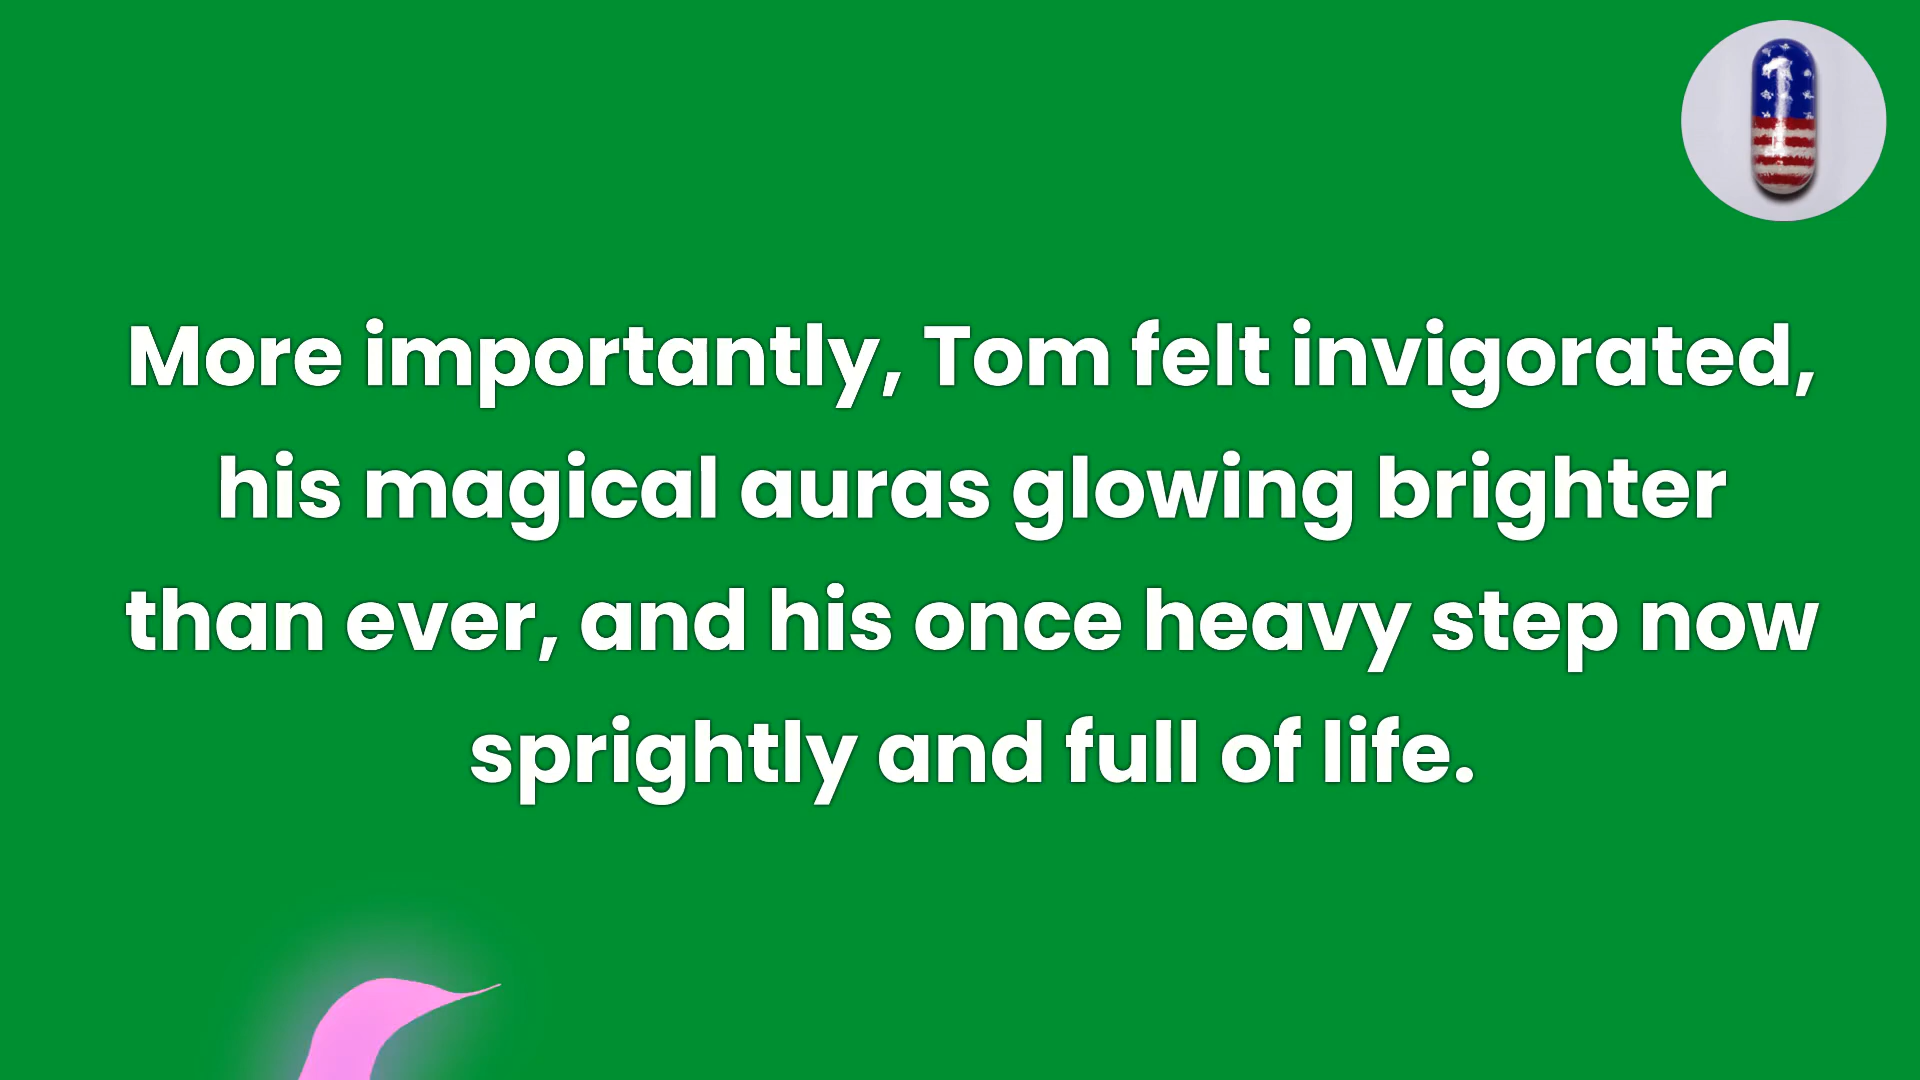 More importantly, Tom felt invigorated,
his magical auras glowing brighter
than ever, and his once heavy step now
sprightly and full of life.